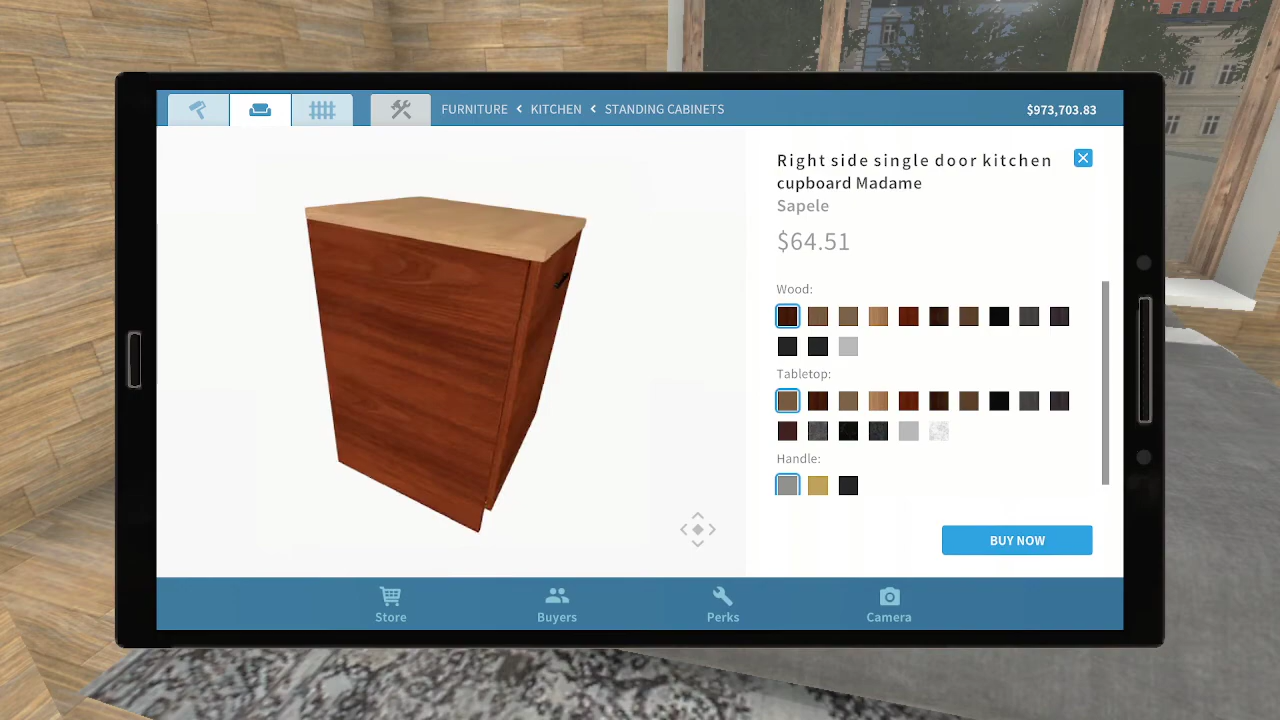 FURNITURE < KITCHEN < STANDING CABINETS
$973,703.83
Right side single door kitchen
cupboard Madame
Sapele
$64.51
Wood:
Tabletop:
Handle:
BUY NOW
Store
Buyers
Perks
Camera